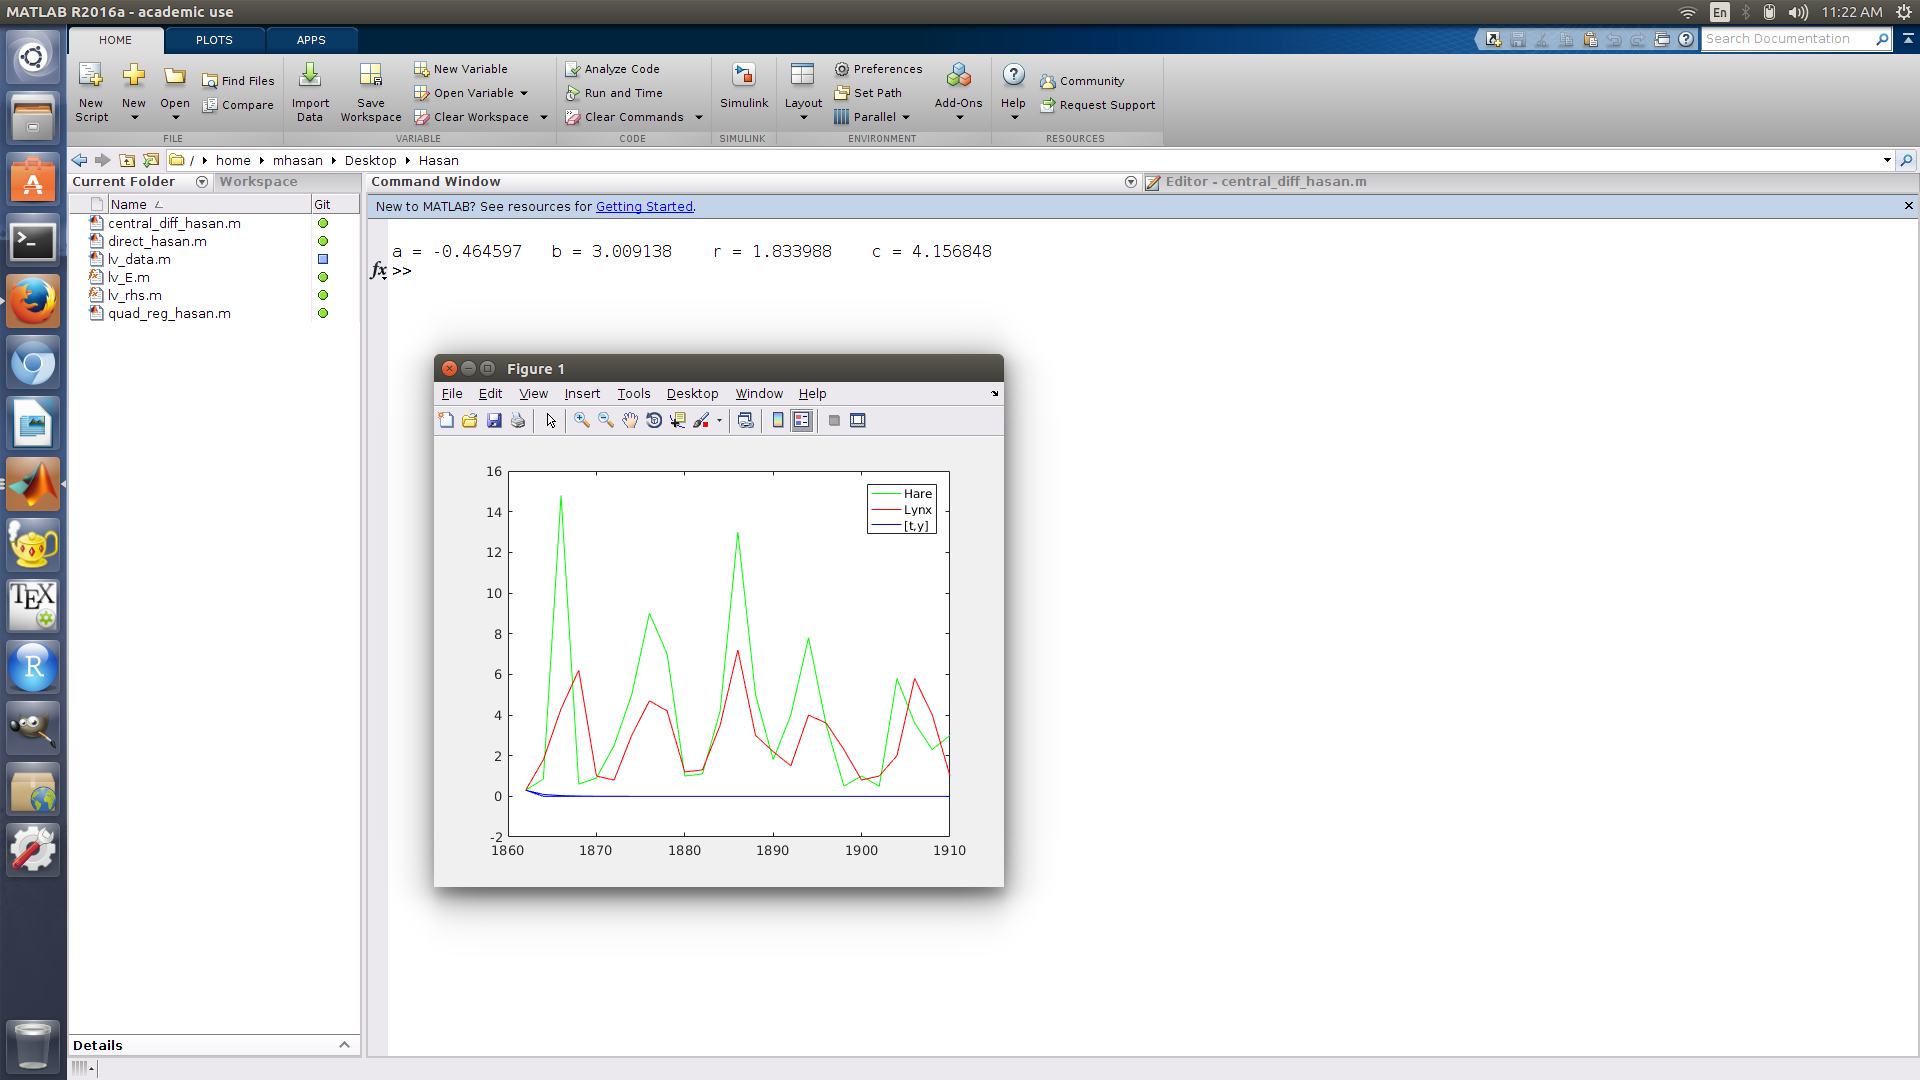 MATLAB R2016a - academic use
En
11:22 AM
HOME
PLOTS
APPS
Search Documentation
New Script
New
Open
Find Files
Compare
Import Data
Save Workspace
New Variable
Open Variable
Clear Workspace
Analyze Code
Run and Time
Clear Commands
Simulink
Layout
Preferences
Set Path
Parallel
Add-Ons
Help
Community
Request Support
FILE
VARIABLE
CODE
SIMULINK
ENVIRONMENT
RESOURCES
/ home mhasan Desktop Hasan
Current Folder
Workspace
Command Window
Editor - central_diff_hasan.m
Name
Git
New to MATLAB? See resources for Getting Started.
central_diff_hasan.m
direct_hasan.m
lv_data.m
lv_E.m
lv_rhs.m
quad_reg_hasan.m
a = -0.464597 b = 3.009138 r = 1.833988 c = 4.156848
fx >>
Figure 1
File Edit View Insert Tools Desktop Window Help
16
14
12
10
8
6
4
2
0
-2
1860 1870 1880 1890 1900 1910
Hare
Lynx
[t,y]
TEX
R
Details